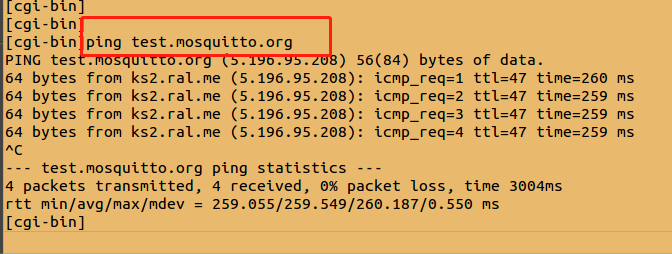 [cgi-bin]
[cgi-bin]
[cgi-bin]ping test.mosquitto.org
PING test.mosquitto.org (5.196.95.208) 56(84) bytes of data.
64 bytes from ks2.ral.me (5.196.95.208): icmp_req=1 ttl=47 time=260 ms
64 bytes from ks2.ral.me (5.196.95.208): icmp_req=2 ttl=47 time=259 ms
64 bytes from ks2.ral.me (5.196.95.208): icmp_req=3 ttl=47 time=259 ms
64 bytes from ks2.ral.me (5.196.95.208): icmp_req=4 ttl=47 time=259 ms
^C
--- test.mosquitto.org ping statistics ---
4 packets transmitted, 4 received, 0% packet loss, time 3004ms
rtt min/avg/max/mdev = 259.055/259.549/260.187/0.550 ms
[cgi-bin]